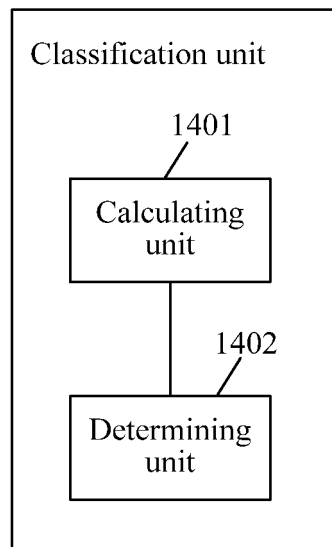 Classification unit
1401
Calculating
unit
1402
Determining
unit